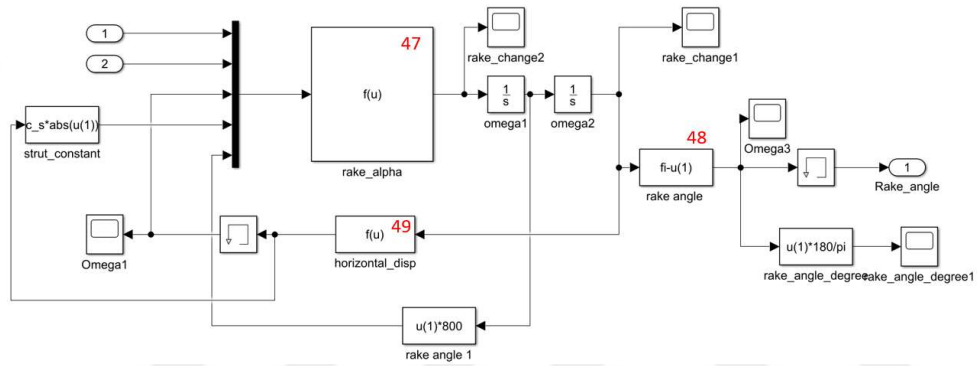 1
2
c_s*abs(u(1))
strut_constant
47
f(u)
rake_alpha
rake_change2
1
s
omega1
1
s
omega2
rake_change1
48
fi-u(1)
rake angle
Omega3
1
Rake_angle
Omega1
49
f(u)
horizontal_disp
u(1)*180/pi
rake_angle_degree
rake_angle_degree1
u(1)*800
rake angle 1